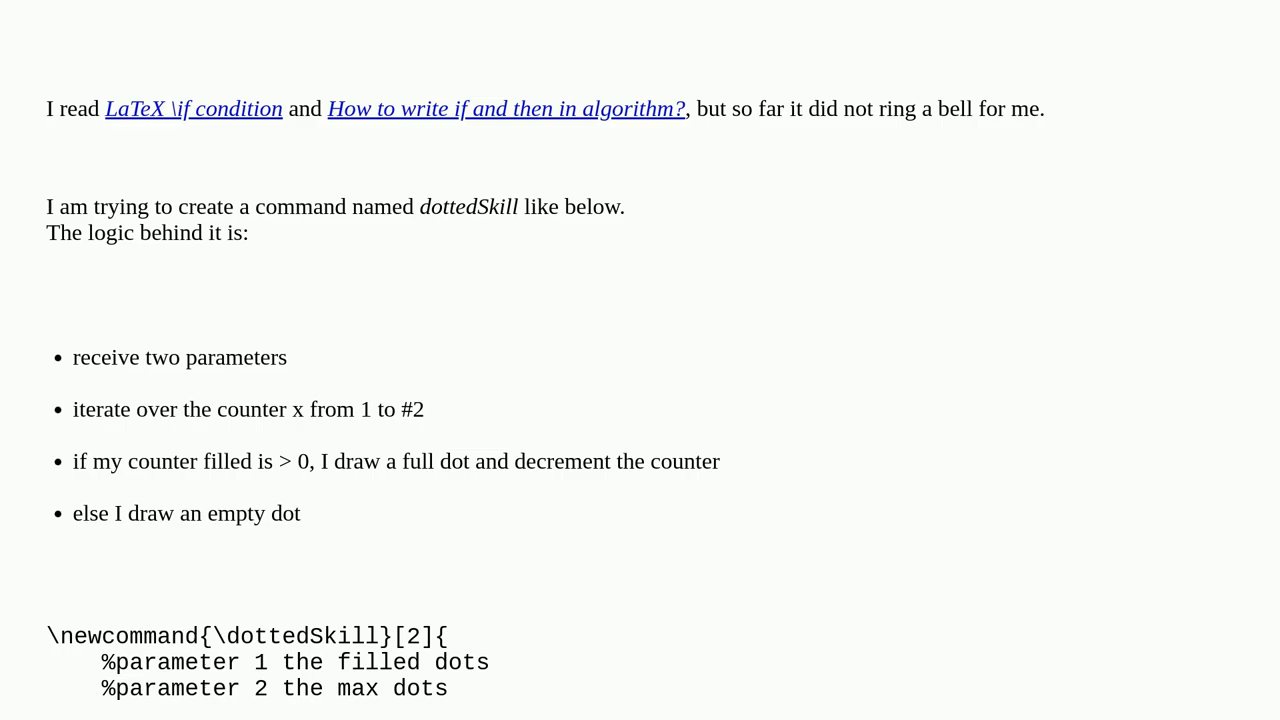 I read LaTeX \if condition and How to write if and then in algorithm?, but so far it did not ring a bell for me.
I am trying to create a command named dottedSkill like below.
The logic behind it is:
• receive two parameters
• iterate over the counter x from 1 to #2
• if my counter filled is > 0, I draw a full dot and decrement the counter
• else I draw an empty dot
\newcommand{\dottedSkill}[2]{
    %parameter 1 the filled dots
    %parameter 2 the max dots